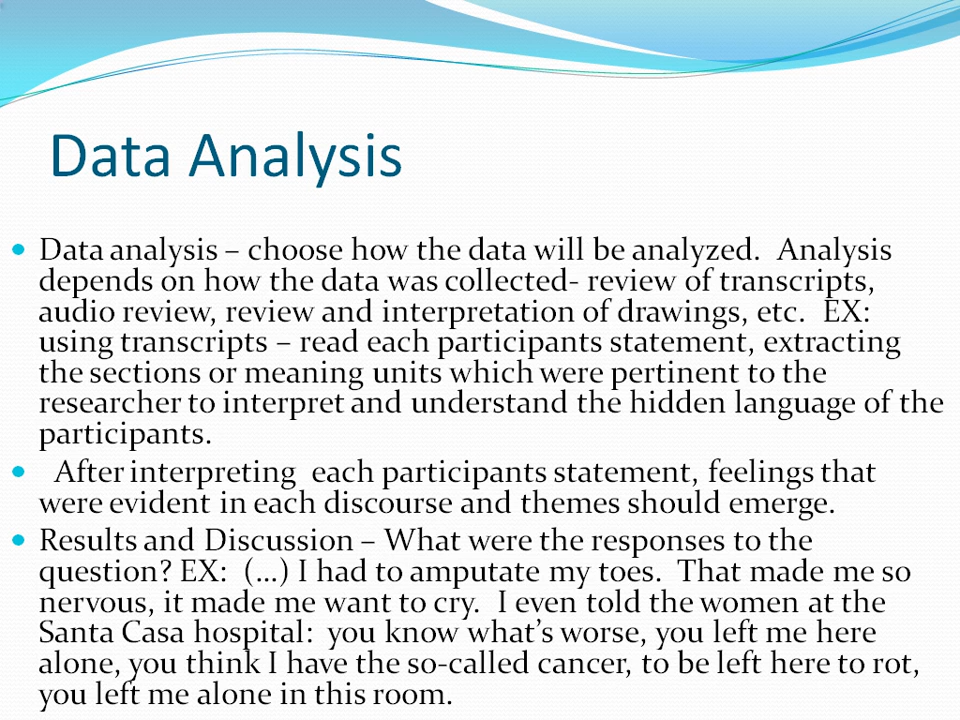 Data Analysis
• Data analysis – choose how the data will be analyzed.  Analysis
depends on how the data was collected- review of transcripts,
audio review, review and interpretation of drawings, etc.  EX:
using transcripts – read each participants statement, extracting
the sections or meaning units which were pertinent to the
researcher to interpret and understand the hidden language of the
participants.
•  After interpreting  each participants statement, feelings that
were evident in each discourse and themes should emerge.
• Results and Discussion – What were the responses to the
question? EX:  (…) I had to amputate my toes.  That made me so
nervous, it made me want to cry.  I even told the women at the
Santa Casa hospital:  you know what’s worse, you left me here
alone, you think I have the so-called cancer, to be left here to rot,
you left me alone in this room.